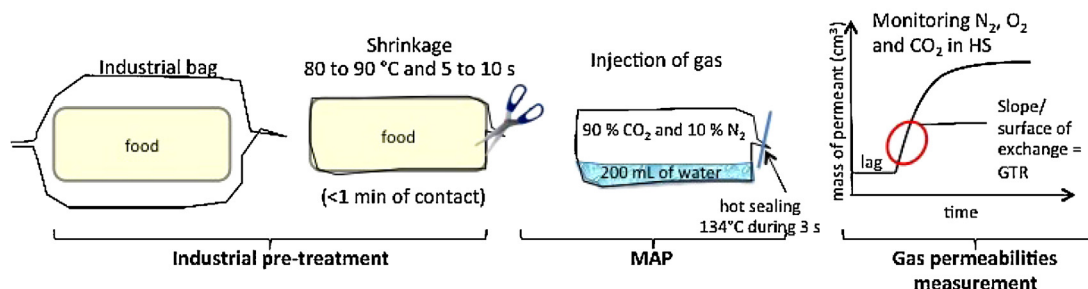 Industrial bag
food
Shrinkage
80 to 90 °C and 5 to 10 s
food
(<1 min of contact)
Industrial pre-treatment
Injection of gas
90 % CO₂ and 10 % N₂
200 mL of water
hot sealing
134°C during 3 s
MAP
Monitoring N₂, O₂
and CO₂ in HS
mass of permeant (cm³)
lag
Slope/
surface of
exchange =
GTR
time
Gas permeabilities
measurement